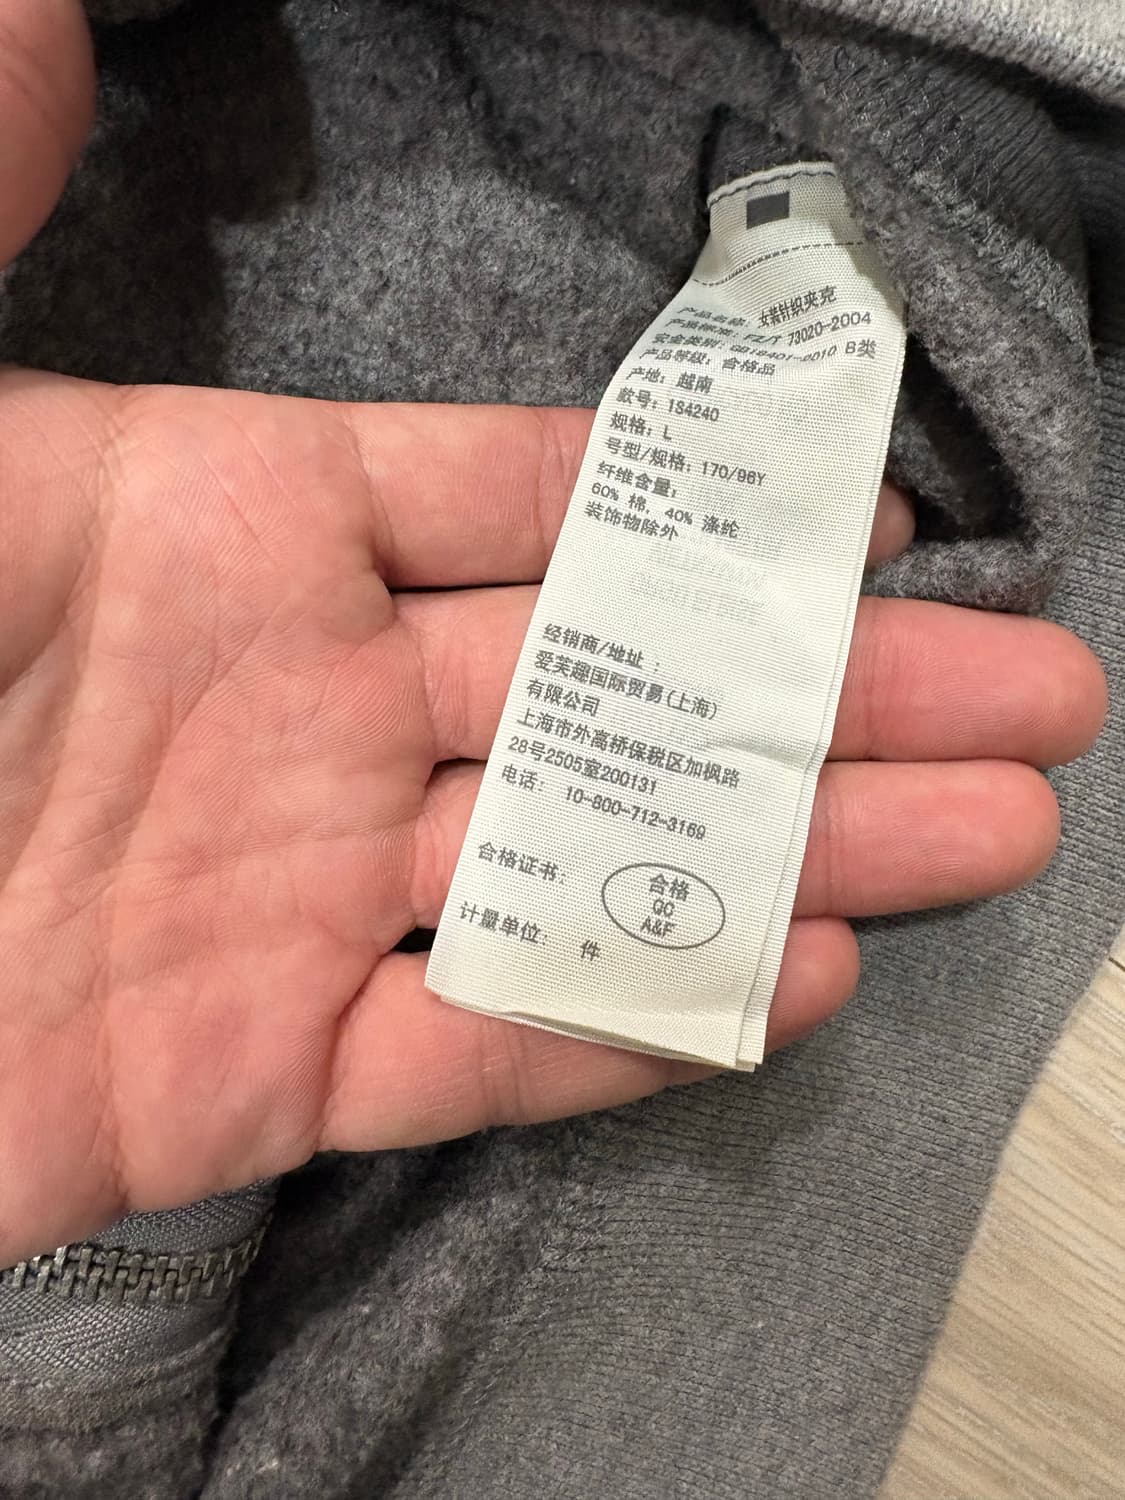 产品名称: 女装针织夹克
产品标准: FZ/T 73020-2004
安全类别: GB18401-2010 B类
产品等级: 合格品
产地: 越南
款号: 1S4240
规格: L
号型/规格: 170/96Y
纤维含量:
60% 棉, 40% 涤纶
装饰物除外
经销商/地址 :
爱芙趣国际贸易(上海)
有限公司
上海市外高桥保税区加枫路
28号2505室200131
电话: 10-800-712-3169
合格证书:
合格
QC
A&F
计量单位: 件